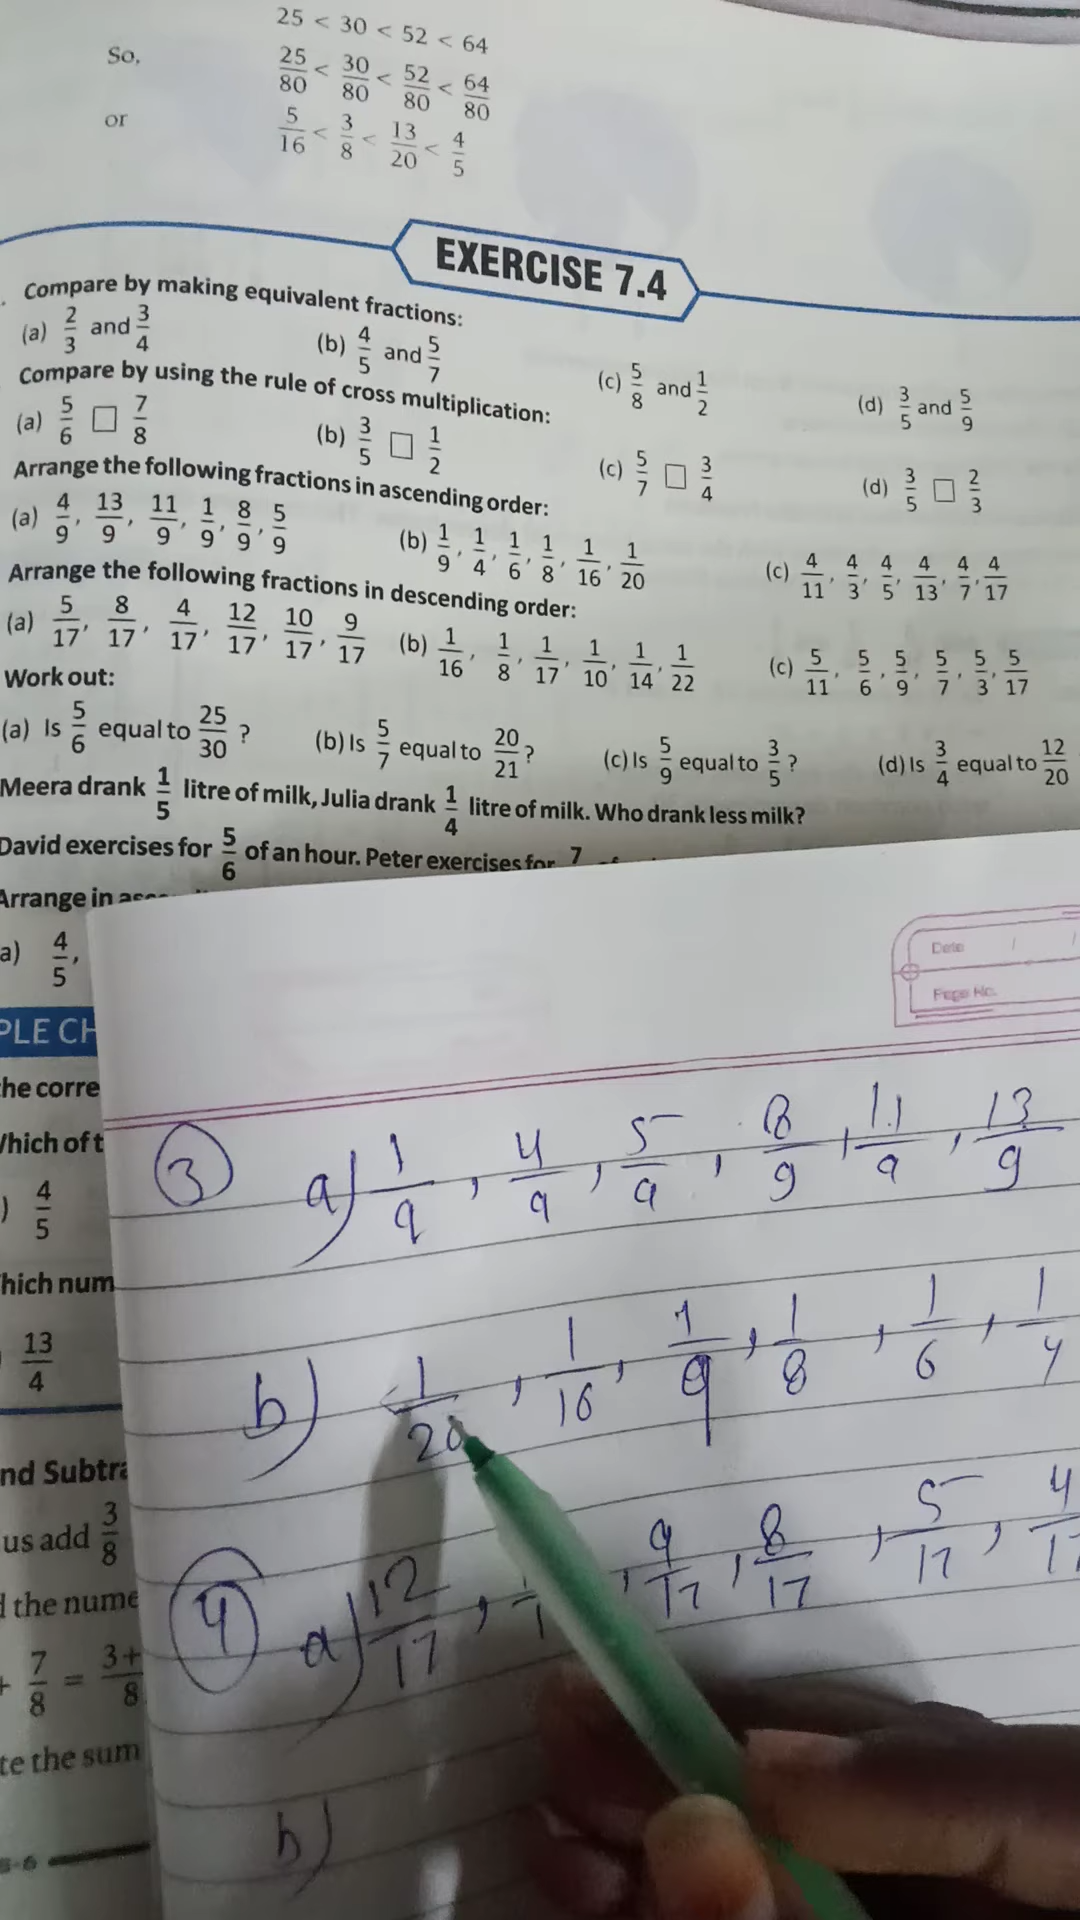 25 < 30 < 52 < 64
So, 25/80 < 30/80 < 52/80 < 64/80
or 5/16 < 3/8 < 13/20 < 4/5
EXERCISE 7.4
Compare by making equivalent fractions:
(a) 2/3 and 3/4 (b) 4/5 and 5/7 (c) 5/8 and 1/2 (d) 3/5 and 5/9
Compare by using the rule of cross multiplication:
(a) 5/6 □ 7/8 (b) 3/5 □ 1/2 (c) 5/7 □ 3/4 (d) 3/5 □ 2/3
Arrange the following fractions in ascending order:
(a) 4/9, 13/9, 11/9, 1/9, 8/9, 5/9 (b) 1/9, 1/4, 1/6, 1/8, 1/16, 1/20 (c) 4/11, 4/3, 4/5, 4/13, 4/7, 4/17
Arrange the following fractions in descending order:
(a) 5/17, 8/17, 4/17, 12/17, 10/17, 9/17 (b) 1/16, 1/8, 1/17, 1/10, 1/14, 1/22 (c) 5/11, 5/6, 5/9, 5/7, 5/3, 5/17
Work out:
(a) Is 5/6 equal to 25/30 ? (b) Is 5/7 equal to 20/21? (c) Is 5/9 equal to 3/5 ? (d) Is 3/4 equal to 12/20
Meera drank 1/5 litre of milk, Julia drank 1/4 litre of milk. Who drank less milk?
David exercises for 5/6 of an hour. Peter exercises for 7
Arrange in
a) 4/5,
PLE CH
he corre
Which of t
) 4/5
hich num
13/4
nd Subtra
us add 3/8
the nume
+ 7/8 = 3+/8
te the sum
-6
Date
Page No.
3 a) 1/9, 4/9, 5/9, 8/9, 11/9, 13/9
b) 1/20, 1/16, 1/9, 1/8, 1/6, 1/4
4 a) 12/17, 9/17, 8/17, 5/17, 4/17
b)